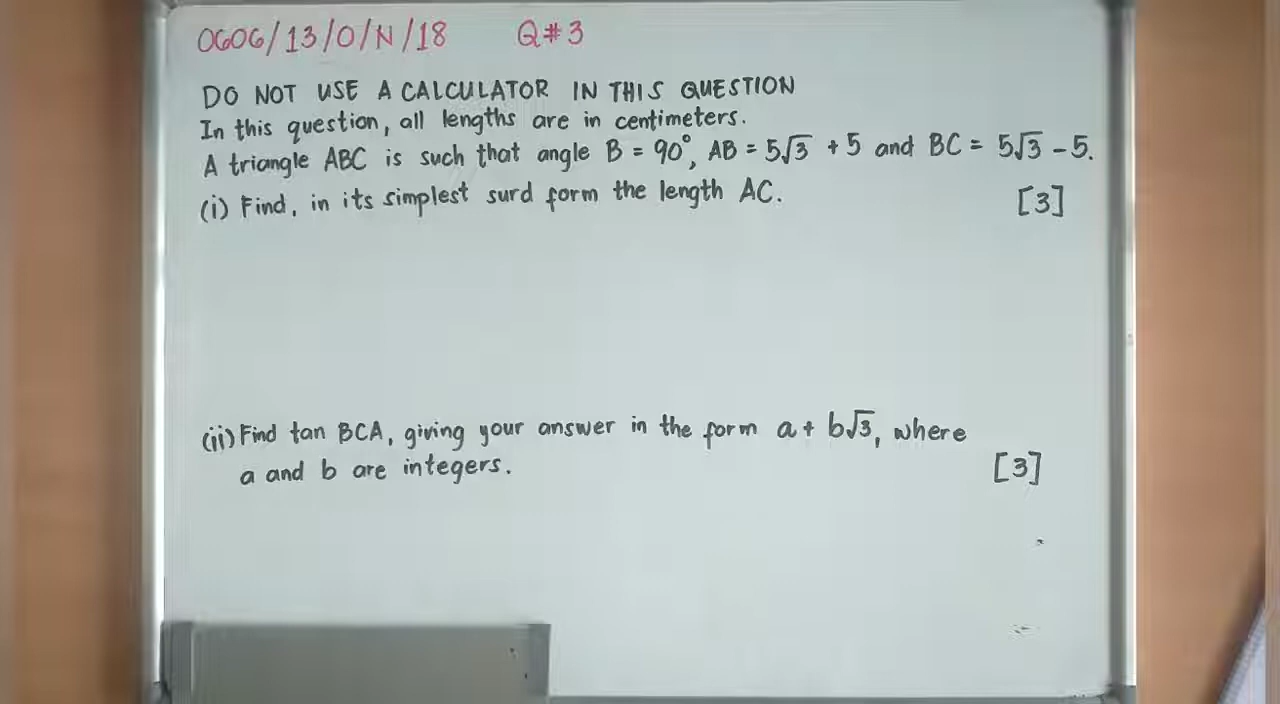 0606/13/O/N/18 Q#3
DO NOT USE A CALCULATOR IN THIS QUESTION
In this question, all lengths are in centimeters.
A triangle ABC is such that angle B = 90°, AB = 5√3 + 5 and BC = 5√3 - 5.
(i) Find, in its simplest surd form the length AC. [3]
(ii) Find tan BCA, giving your answer in the form a + b√3, where
a and b are integers. [3]